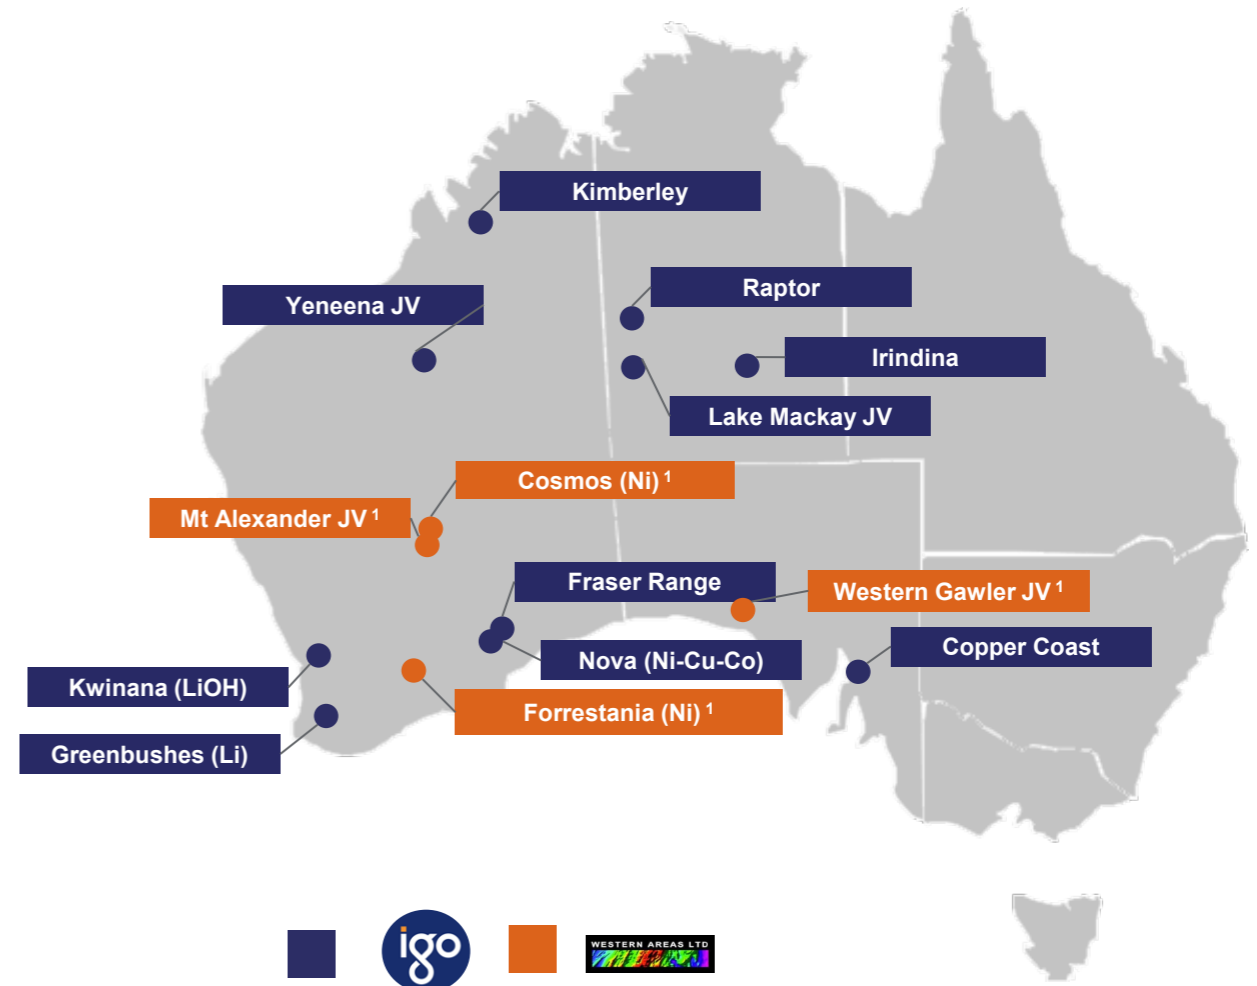 Kimberley
Raptor
Yeneena JV
Irindina
Lake Mackay JV
Cosmos (Ni) 1
Mt Alexander JV 1
Fraser Range
Western Gawler JV 1
Copper Coast
Nova (Ni-Cu-Co)
Kwinana (LiOH)
Forrestania (Ni) 1
Greenbushes (Li)
igo
WESTERN AREAS LTD